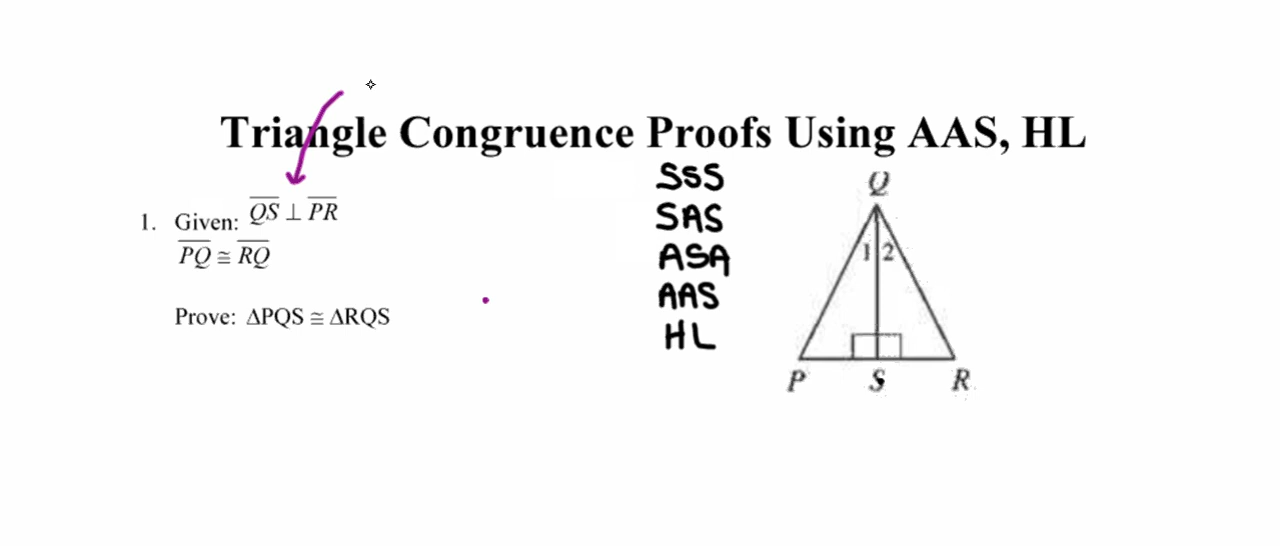 Triangle Congruence Proofs Using AAS, HL
1. Given: QS ⊥ PR
PQ ≅ RQ
Prove: ΔPQS ≅ ΔRQS
SSS
SAS
ASA
AAS
HL
Q
1 2
P S R